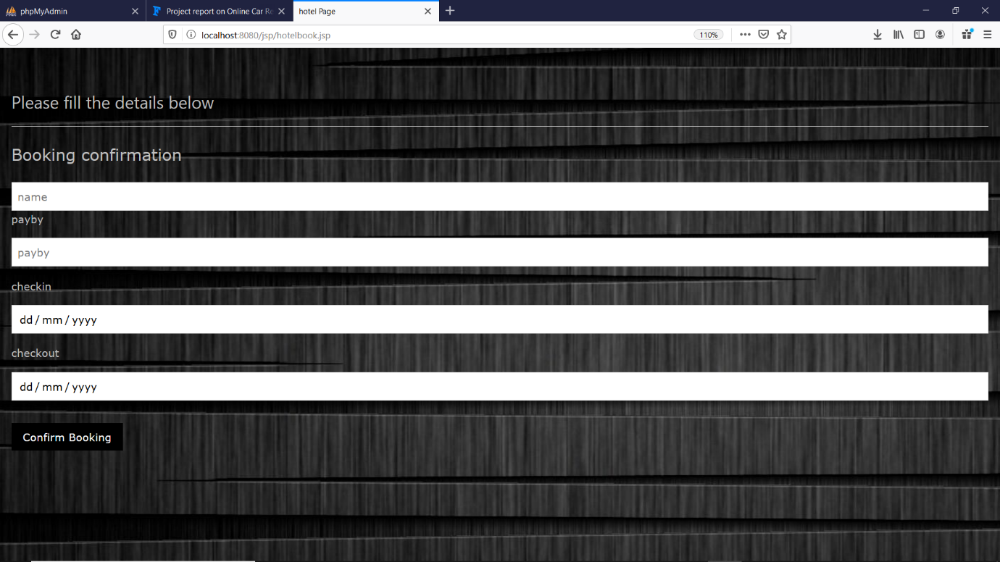 phpMyAdmin
Project report on Online Car Re
hotel Page
localhost:8080/jsp/hotelbook.jsp
110%
Please fill the details below
Booking confirmation
name
payby
payby
checkin
dd / mm / yyyy
checkout
dd / mm / yyyy
Confirm Booking